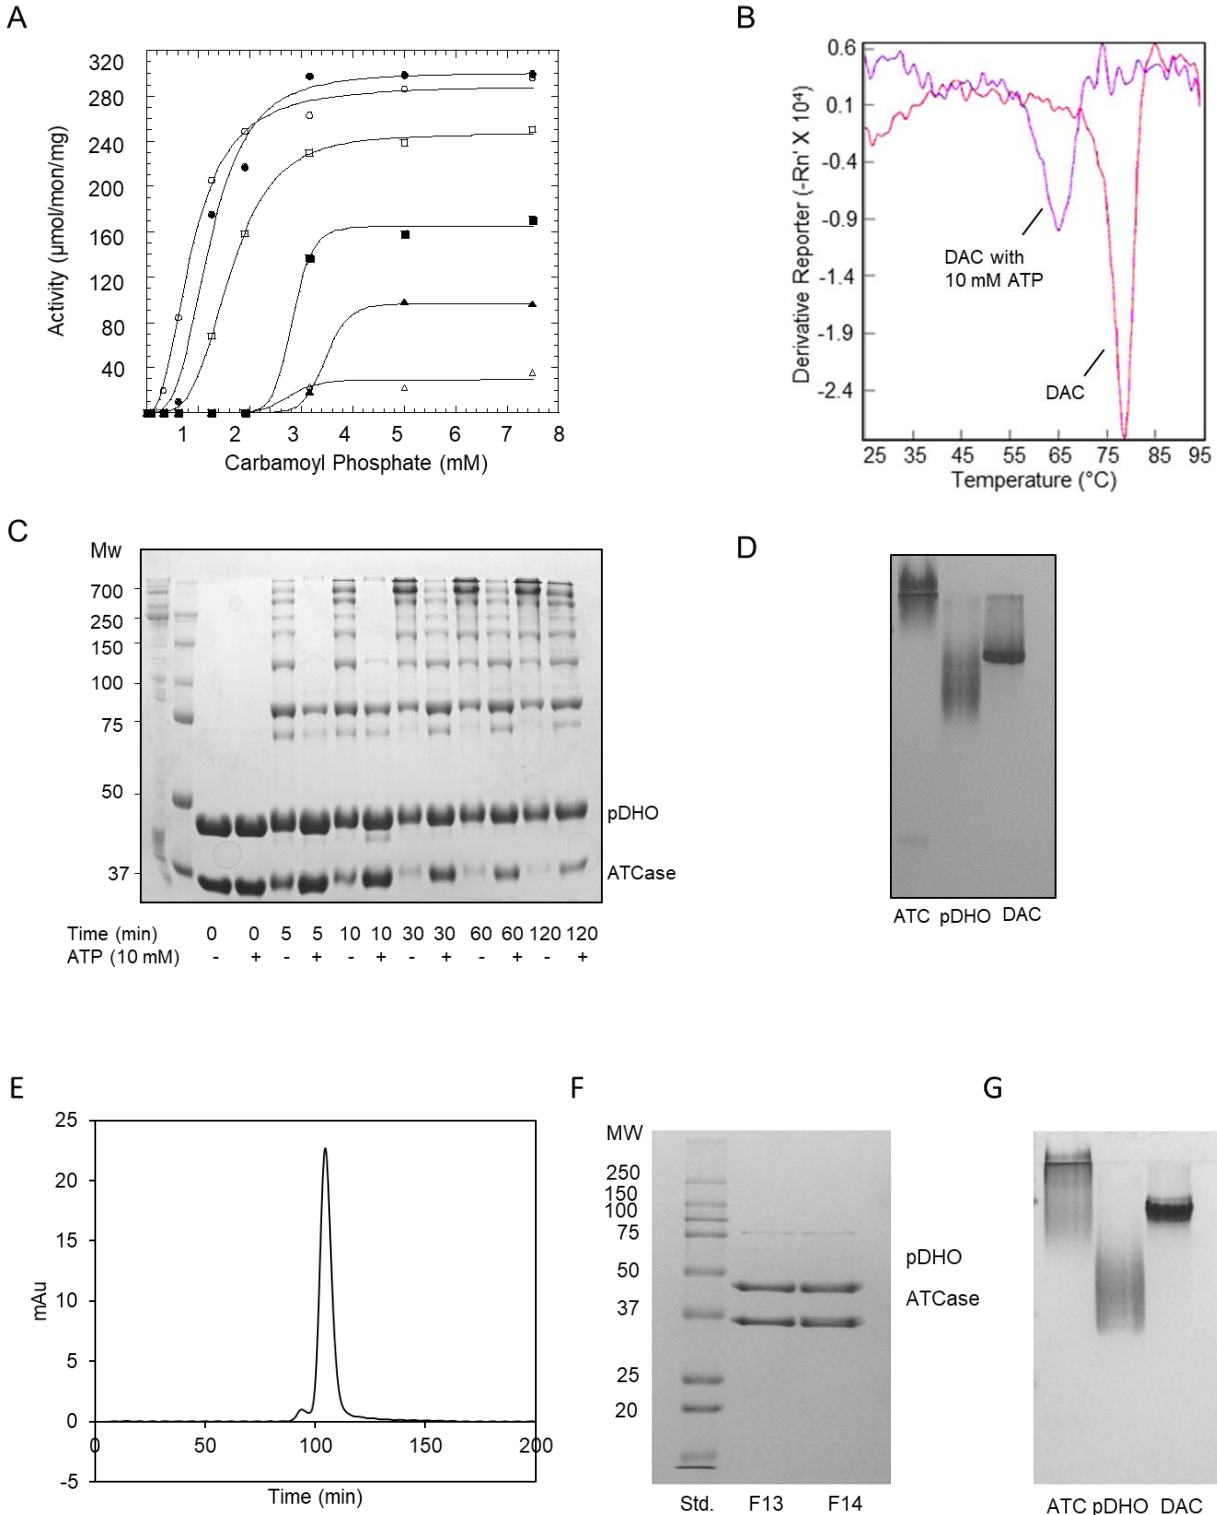 A
320
280
240
200
160
120
80
40
Activity (µmol/mon/mg)
1 2 3 4 5 6 7 8
Carbamoyl Phosphate (mM)
B
0.6
0.1
-0.4
-0.9
-1.4
-1.9
-2.4
Derivative Reporter (-Rn' X 10⁴)
DAC with
10 mM ATP
DAC
25 35 45 55 65 75 85 95
Temperature (°C)
C
Mw
700
250
150
100
75
50
37
pDHO
ATCase
Time (min) 0 0 5 5 10 10 30 30 60 60 120 120
ATP (10 mM) - + - + - + - + - + - +
D
ATC pDHO DAC
E
25
20
15
10
5
0
-5
mAu
0 50 100 150 200
Time (min)
F
MW
250
150
100
75
50
37
25
20
pDHO
ATCase
Std. F13 F14
G
ATC pDHO DAC